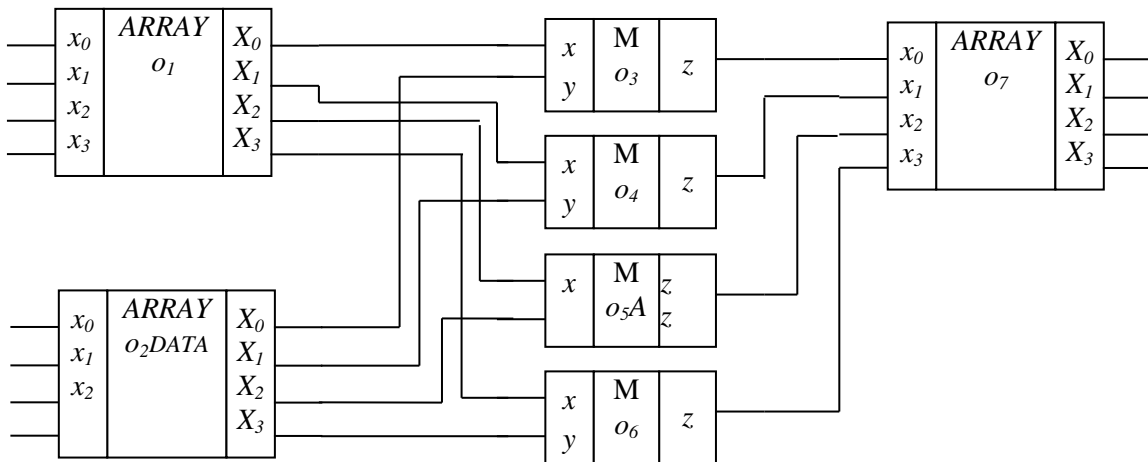 x0 ARRAY X0
x1 o1 X1
x2 X2
x3 X3
x M z
y o3
x0 ARRAY X0
x1 o7 X1
x2 X2
x3 X3
x M z
y o4
x M z
o5A z
x0 ARRAY X0
x1 o2DATA X1
x2 X2
X3
x M z
y o6